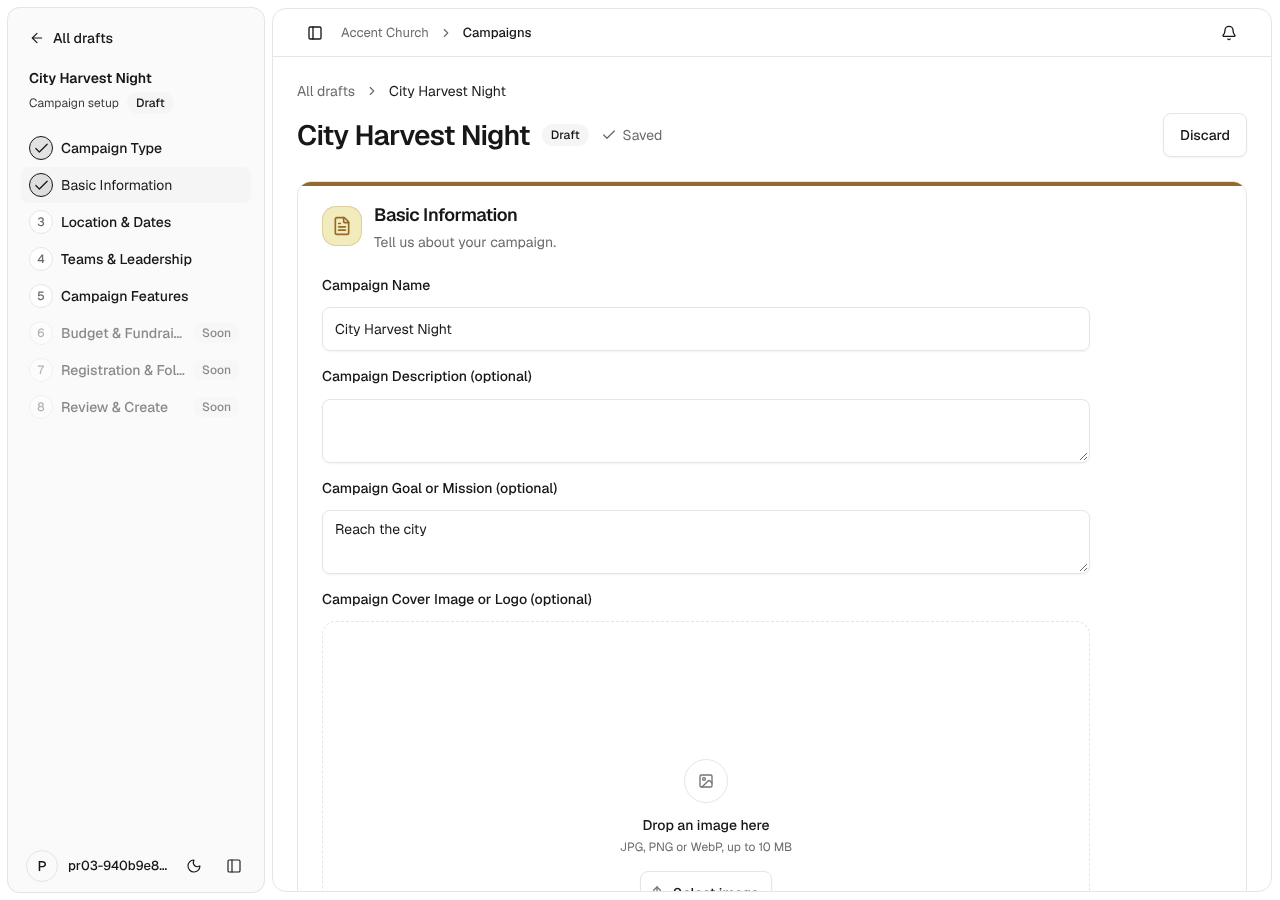 All drafts
City Harvest Night
Campaign setup Draft
Campaign Type
Basic Information
3 Location & Dates
4 Teams & Leadership
5 Campaign Features
6 Budget & Fundrai... Soon
7 Registration & Fol... Soon
8 Review & Create Soon
P pr03-940b9e8...
Accent Church Campaigns
All drafts City Harvest Night
City Harvest Night Draft Saved
Discard
Basic Information
Tell us about your campaign.
Campaign Name
City Harvest Night
Campaign Description (optional)
Campaign Goal or Mission (optional)
Reach the city
Campaign Cover Image or Logo (optional)
Drop an image here
JPG, PNG or WebP, up to 10 MB
Select image